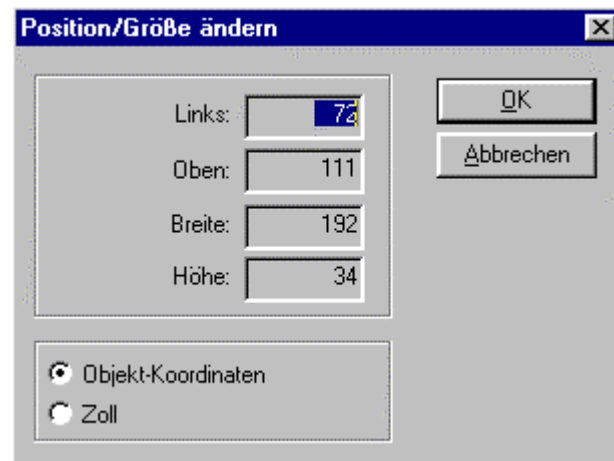 Position/Größe ändern
Links: 72
OK
Oben: 111
Abbrechen
Breite: 192
Höhe: 34
Objekt-Koordinaten
Zoll